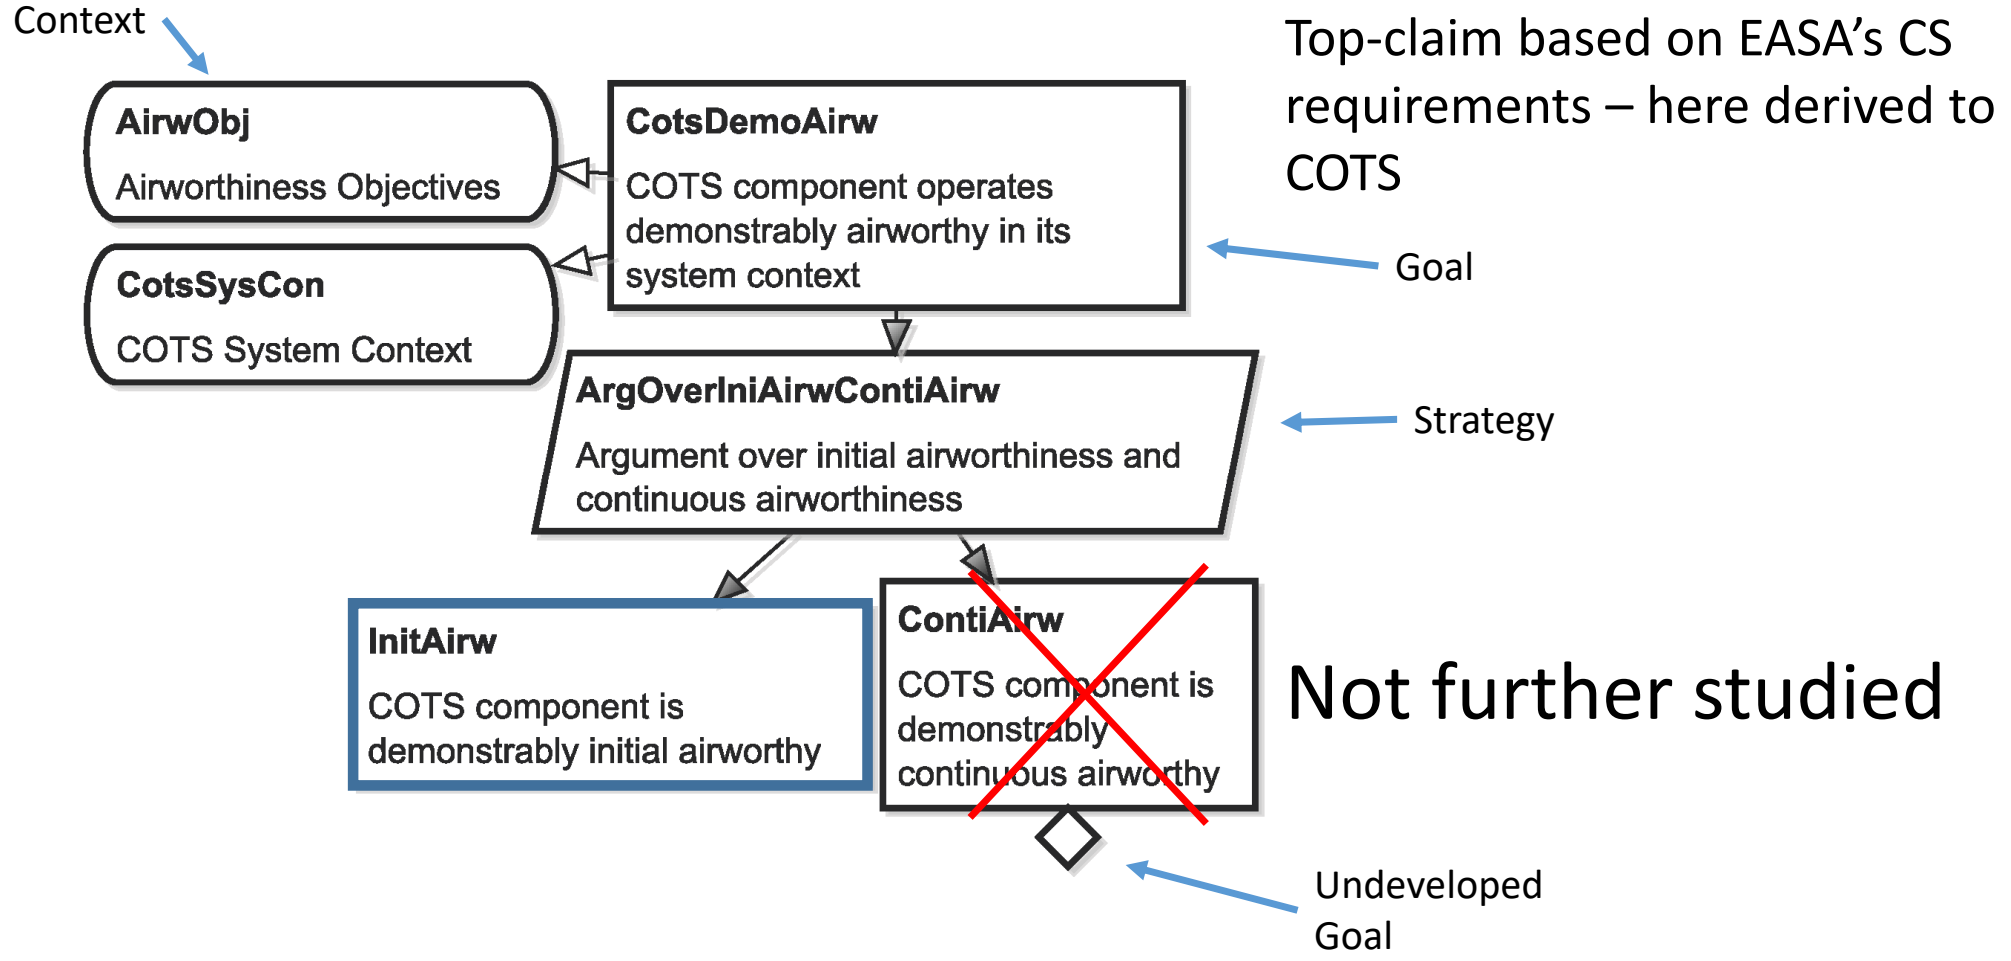 Context
Top-claim based on EASA’s CS
requirements – here derived to
COTS
AirwObj
Airworthiness Objectives
CotsDemoAirw
COTS component operates
demonstrably airworthy in its
system context
Goal
CotsSysCon
COTS System Context
ArgOverIniAirwContiAirw
Argument over initial airworthiness and
continuous airworthiness
Strategy
InitAirw
COTS component is
demonstrably initial airworthy
ContiAirw
COTS component is
demonstrably
continuous airworthy
Not further studied
Undeveloped
Goal